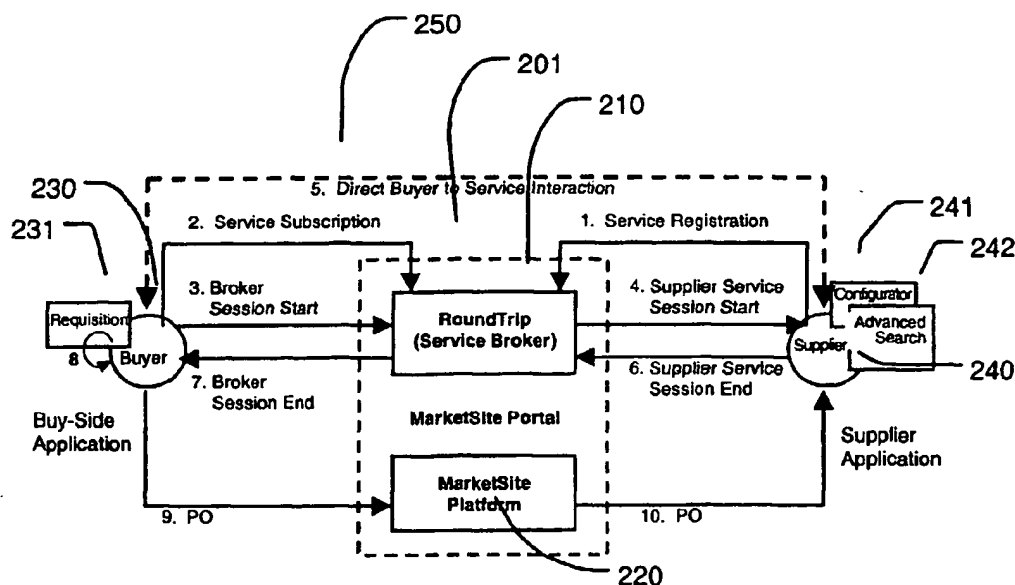 250
201
210
230
5. Direct Buyer to Service Interaction
241
231
2. Service Subscription
1. Service Registration
242
3. Broker
Session Start
4. Supplier Service
Session Start
Configurator
Requisition
RoundTrip
(Service Broker)
Advanced
Search
8
Buyer
Supplier
240
7. Broker
Session End
6. Supplier Service
Session End
Buy-Side
Application
MarketSite Portal
Supplier
Application
MarketSite
Platform
9. PO
10. PO
220